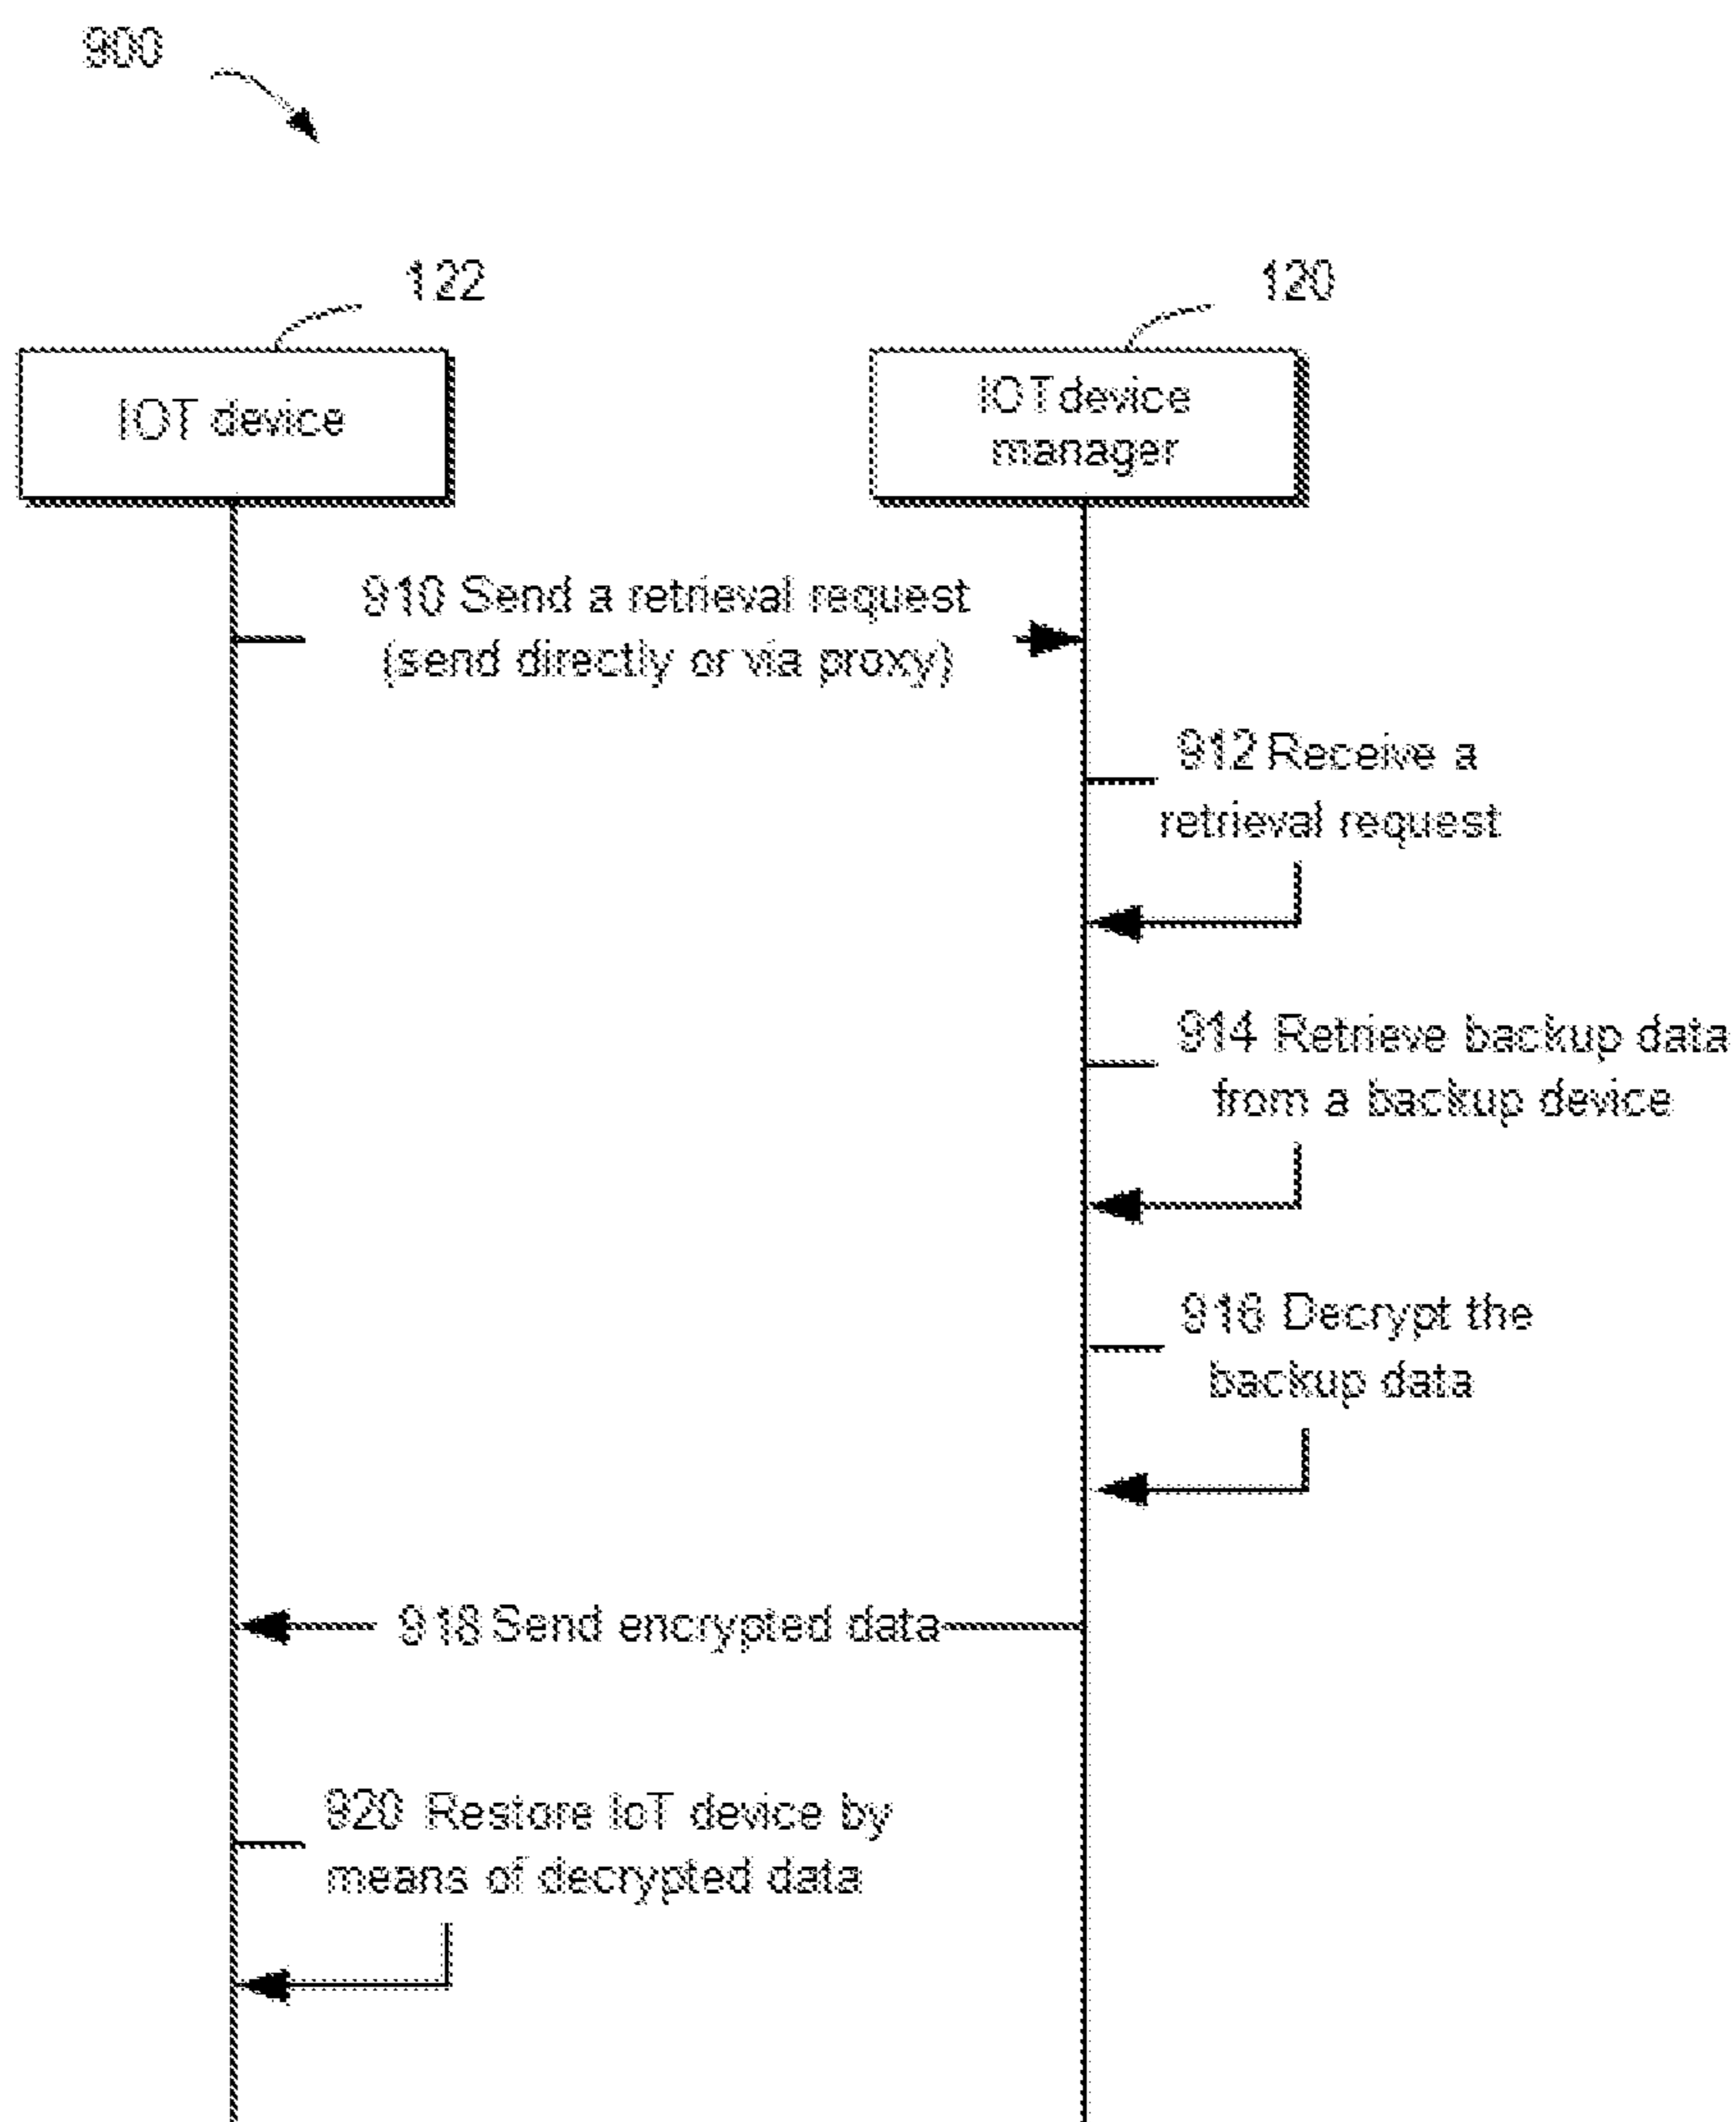 900
122
120
IOT device
IOT device
manager
910 Send a retrieval request
(send directly or via proxy)
912 Receive a
retrieval request
914 Retrieve backup data
from a backup device
916 Decrypt the
backup data
918 Send encrypted data
920 Restore IoT device by
means of decrypted data